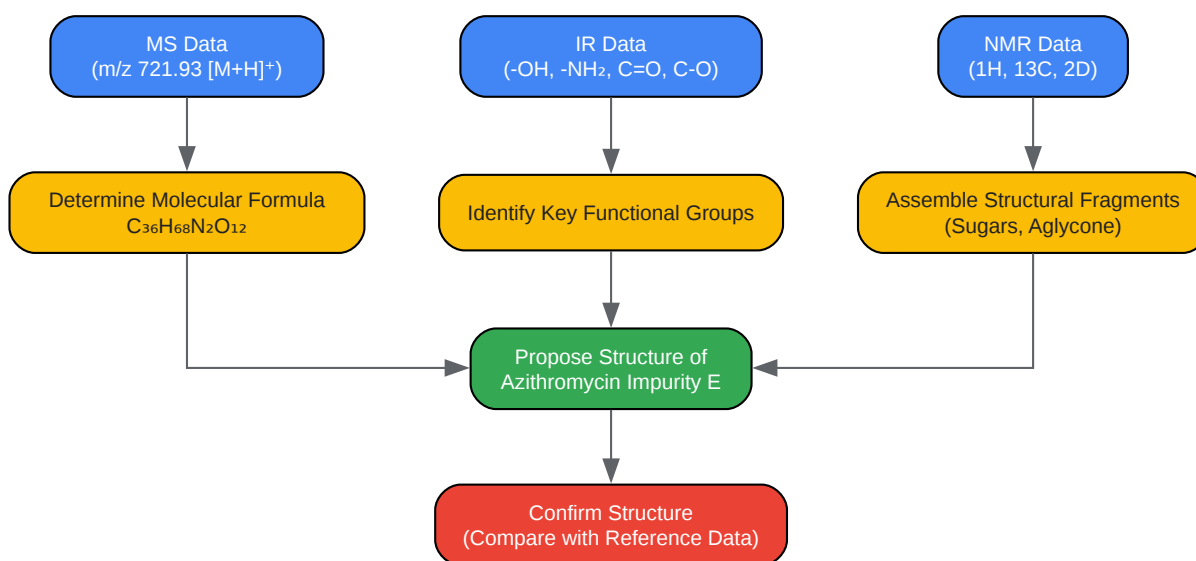 MS Data
(m/z 721.93 [M+H]⁺)
IR Data
(-OH, -NH₂, C=O, C-O)
NMR Data
(1H, 13C, 2D)
Determine Molecular Formula
C₃₆H₆₈N₂O₁₂
Identify Key Functional Groups
Assemble Structural Fragments
(Sugars, Aglycone)
Propose Structure of
Azithromycin Impurity E
Confirm Structure
(Compare with Reference Data)